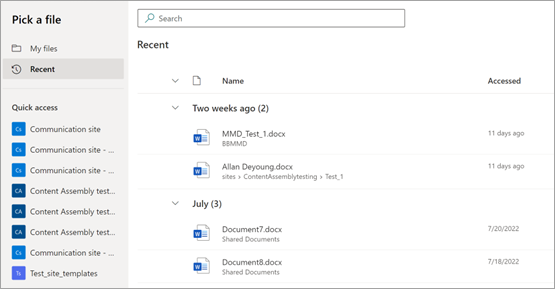 Pick a file
Search
My files
Recent
Quick access
Cs Communication site
Cs Communication site - ...
Cs Communication site - ...
CA Content Assembly test...
CA Content Assembly test...
CA Content Assembly test...
Cs Communication site - ...
Ts Test_site_templates
Recent
Name Accessed
Two weeks ago (2)
MMD_Test_1.docx 11 days ago
BBMMD
Allan Deyoung.docx 11 days ago
sites > ContentAssemblytesting > Test_1
July (3)
Document7.docx 7/20/2022
Shared Documents
Document8.docx 7/18/2022
Shared Documents